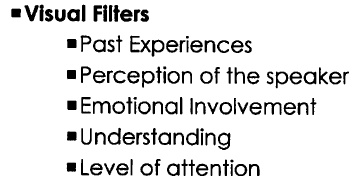 ▪Visual Filters
▪Past Experiences
▪Perception of the speaker
▪Emotional Involvement
▪Understanding
▪Level of attention